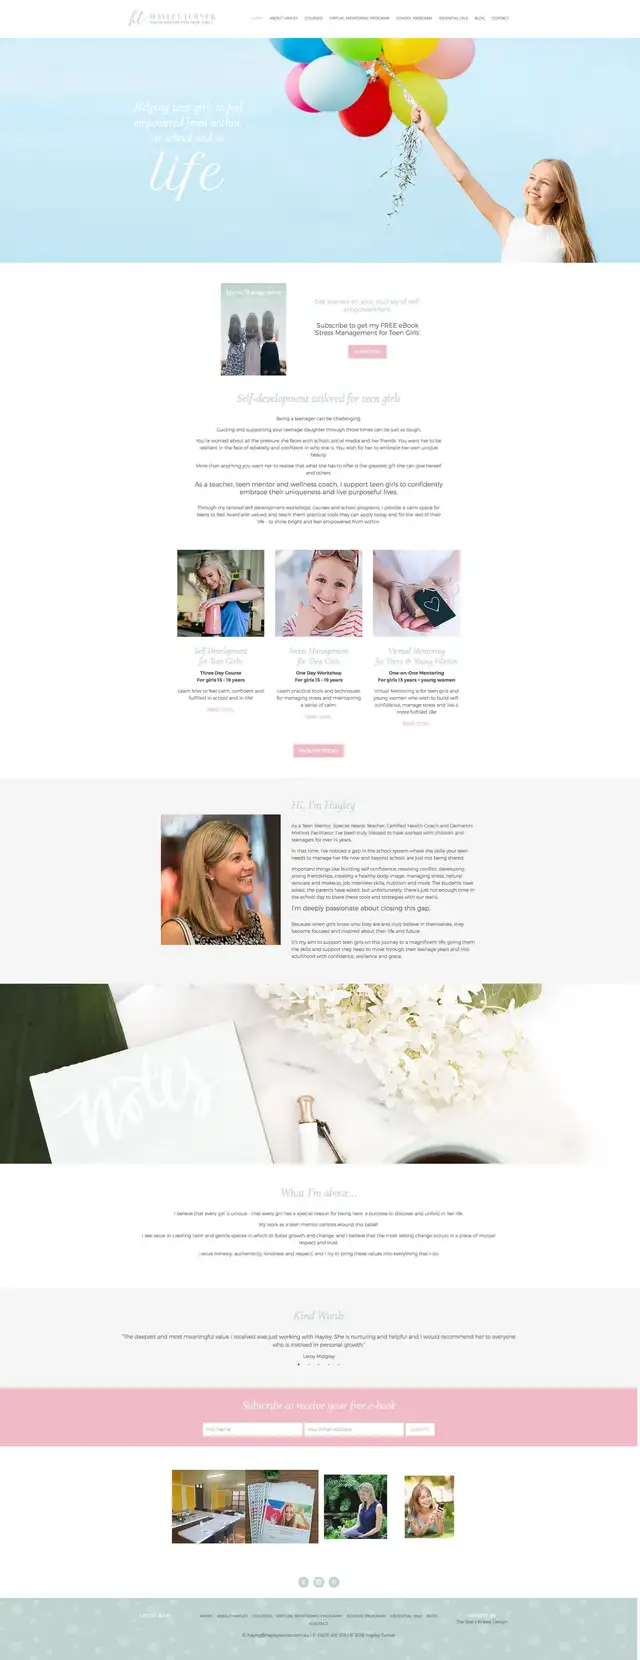 ht HAYLEY TURNER
HOME ABOUT HAYLEY COURSES VIRTUAL MENTORING PROGRAM SCHOOL PROGRAM ESSENTIAL OILS BLOG CONTACT
Helping teen girls to feel
empowered from within,
at school and in
life
Stress Management
Get started on your journey of self-
empowerment.
Subscribe to get my FREE eBook
'Stress Management for Teen Girls'.
SUBSCRIBE
Self-development tailored for teen girls
Being a teenager can be challenging.
Guiding and supporting your teenage daughter through those times can be just as tough.
You're worried about all the pressure she faces with school, social media and her friends. You want her to be
resilient in the face of adversity and confident in who she is. You wish for her to embrace her own unique
beauty.
More than anything you want her to realise that what she has to offer is the greatest gift she can give herself
and others.
As a teacher, teen mentor and wellness coach, I support teen girls to confidently
embrace their uniqueness and live purposeful lives.
Through my tailored self development workshops, courses and school programs, I provide a calm space for
teens to feel heard and valued, and teach them practical tools they can apply today and for the rest of their
life - to shine bright and feel empowered from within.
Self Development
for Teen Girls
Three Day Course
For girls 15 - 19 years
Learn how to feel calm, confident and
fulfilled in school and in life!
READ MORE
Stress Management
for Teen Girls
One Day Workshop
For girls 15 - 19 years
Learn practical tools and techniques
for managing stress and maintaining
a sense of calm
READ MORE
Virtual Mentoring
for Teens & Young Women
One-on-One Mentoring
For girls 13 years + young women
Virtual Mentoring is for teen girls and
young women who wish to build self-
confidence, manage stress and live a
more fulfilled life!
READ MORE
ENQUIRE TODAY
Hi, I'm Hayley
As a Teen Mentor, Special Needs Teacher, Certified Health Coach and Demartini
Method Facilitator, I've been truly blessed to have worked with children and
teenagers for over 14 years.
In that time, I've noticed a gap in the school system where the skills your teen
needs to manage her life now and beyond school, are just not being shared.
Important things like building self confidence, resolving conflict, developing
strong friendships, creating a healthy body image, managing stress, natural
skincare and makeup, job interview skills, nutrition and more. The students have
asked, the parents have asked, but unfortunately, there's just not enough time in
the school day to share these tools and strategies with our teens.
I'm deeply passionate about closing this gap.
Because when girls know who they are and truly believe in themselves, they
become focused and inspired about their life and future.
It's my aim to support teen girls on this journey to a magnificent life giving them
the skills and support they need to move through their teenage years and into
adulthood with confidence, resilience and grace.
notes
What I'm about...
I believe that every girl is unique - that every girl has a special reason for being here, a purpose to discover and unfold in her life.
My work as a teen mentor centres around this belief.
I see value in creating calm and gentle spaces in which to foster growth and change, and I believe that the most lasting change occurs in a place of mutual
respect and trust.
I value honesty, authenticity, kindness and respect, and I try to bring these values into everything that I do.
Kind Words
"The deepest and most meaningful value I received was just working with Hayley. She is nurturing and helpful and I would recommend her to everyone
who is involved in personal growth."
Leroy Midgley
Subscribe to receive your free e-book
First Name Your Email Address SUBMIT
HOME ABOUT HAYLEY COURSES VIRTUAL MENTORING PROGRAM SCHOOL PROGRAM ESSENTIAL OILS BLOG
CONTACT
The Bee's Knees Design